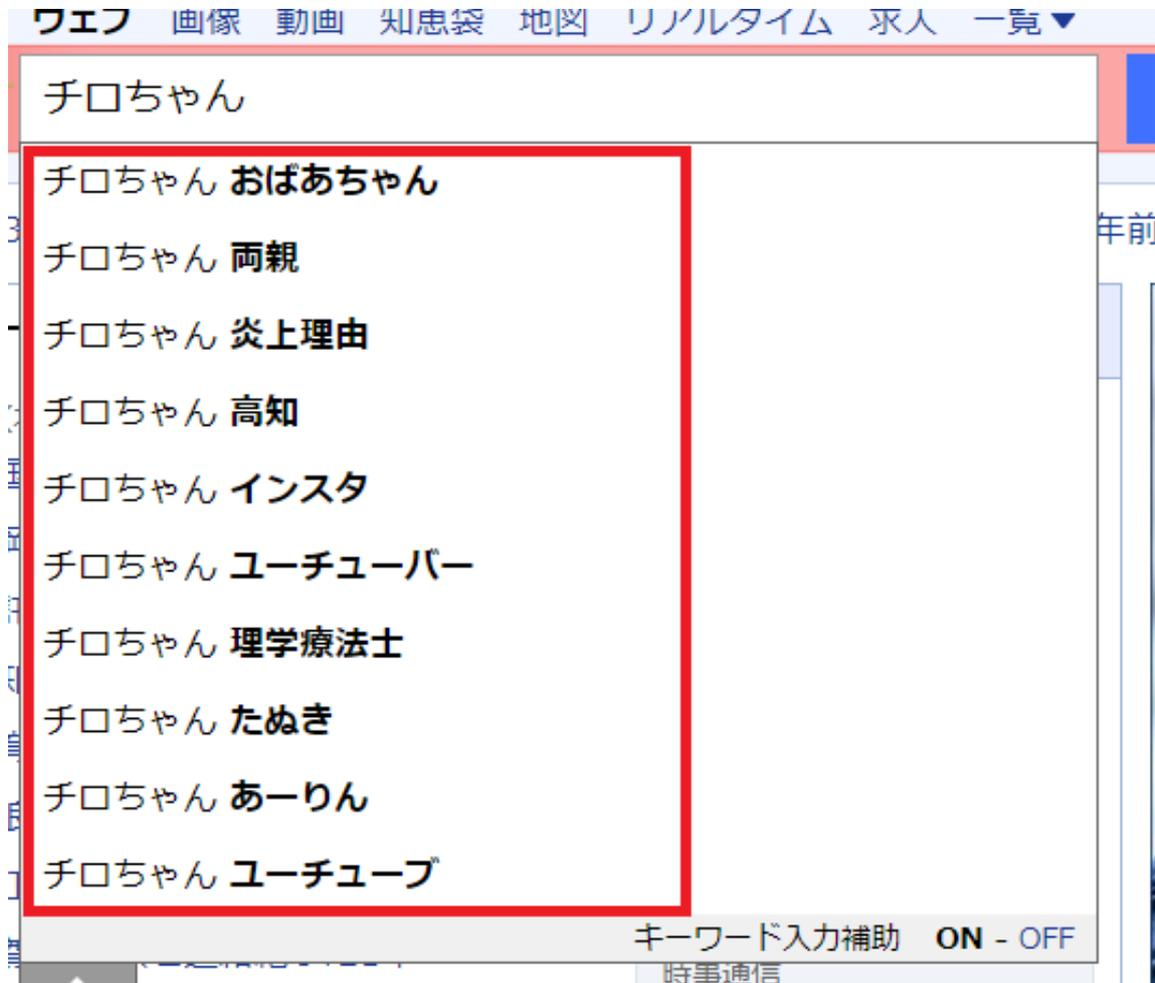 ウェブ 画像 動画 知恵袋 地図 リアルタイム 求人 一覧▼
チロちゃん
チロちゃん おばあちゃん
チロちゃん 両親
年前
チロちゃん 炎上理由
チロちゃん 高知
チロちゃん インスタ
チロちゃん ユーチューバー
チロちゃん 理学療法士
チロちゃん たぬき
チロちゃん あーりん
チロちゃん ユーチューブ
キーワード入力補助 ON - OFF
時事通信